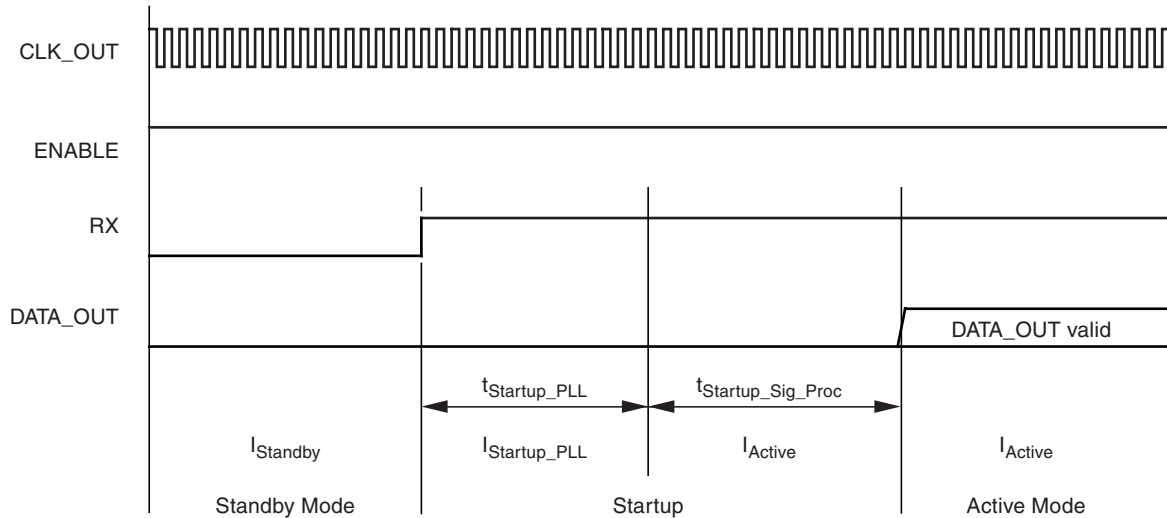 CLK_OUT
ENABLE
RX
DATA_OUT
DATA_OUT valid
tStartup_PLL
tStartup_Sig_Proc
IStandby
IStartup_PLL
IActive
IActive
Standby Mode
Startup
Active Mode